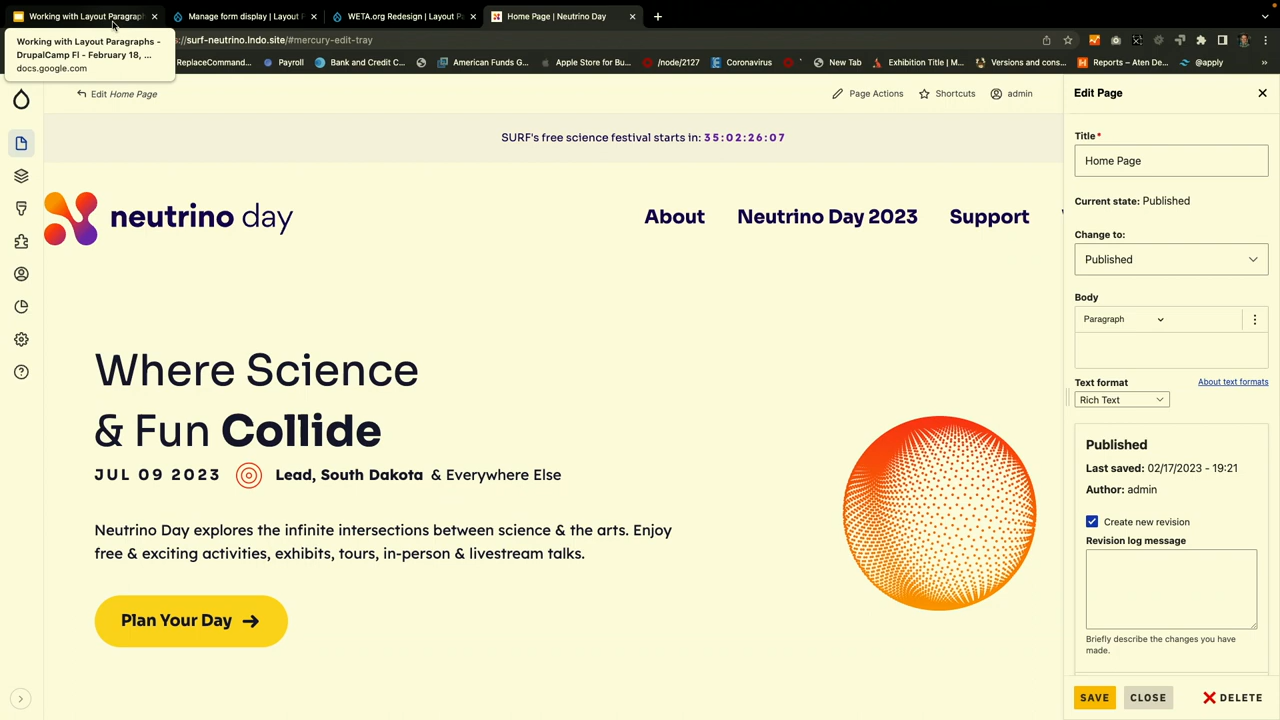 Working with Layout Paragraph
Manage form display | Layout P
WETA.org Redesign | Layout Pa
Home Page | Neutrino Day
Working with Layout Paragraphs -
DrupalCamp Fl - February 18, ...
docs.google.com
s://surf-neutrino.lndo.site/#mercury-edit-tray
ReplaceCommand...
Payroll
Bank and Credit C...
American Funds G...
Apple Store for Bu...
/node/2127
Coronavirus
New Tab
Exhibition Title | M...
Versions and cons...
Reports – Aten De...
@apply
Edit Home Page
Page Actions
Shortcuts
admin
SURF's free science festival starts in: 35:02:26:07
neutrino day
About
Neutrino Day 2023
Support
Where Science
& Fun Collide
JUL 09 2023
Lead, South Dakota & Everywhere Else
Neutrino Day explores the infinite intersections between science & the arts. Enjoy
free & exciting activities, exhibits, tours, in-person & livestream talks.
Plan Your Day →
Edit Page
Title*
Home Page
Current state: Published
Change to:
Published
Body
Paragraph
Text format
About text formats
Rich Text
Published
Last saved: 02/17/2023 - 19:21
Author: admin
Create new revision
Revision log message
Briefly describe the changes you have
made.
SAVE
CLOSE
DELETE